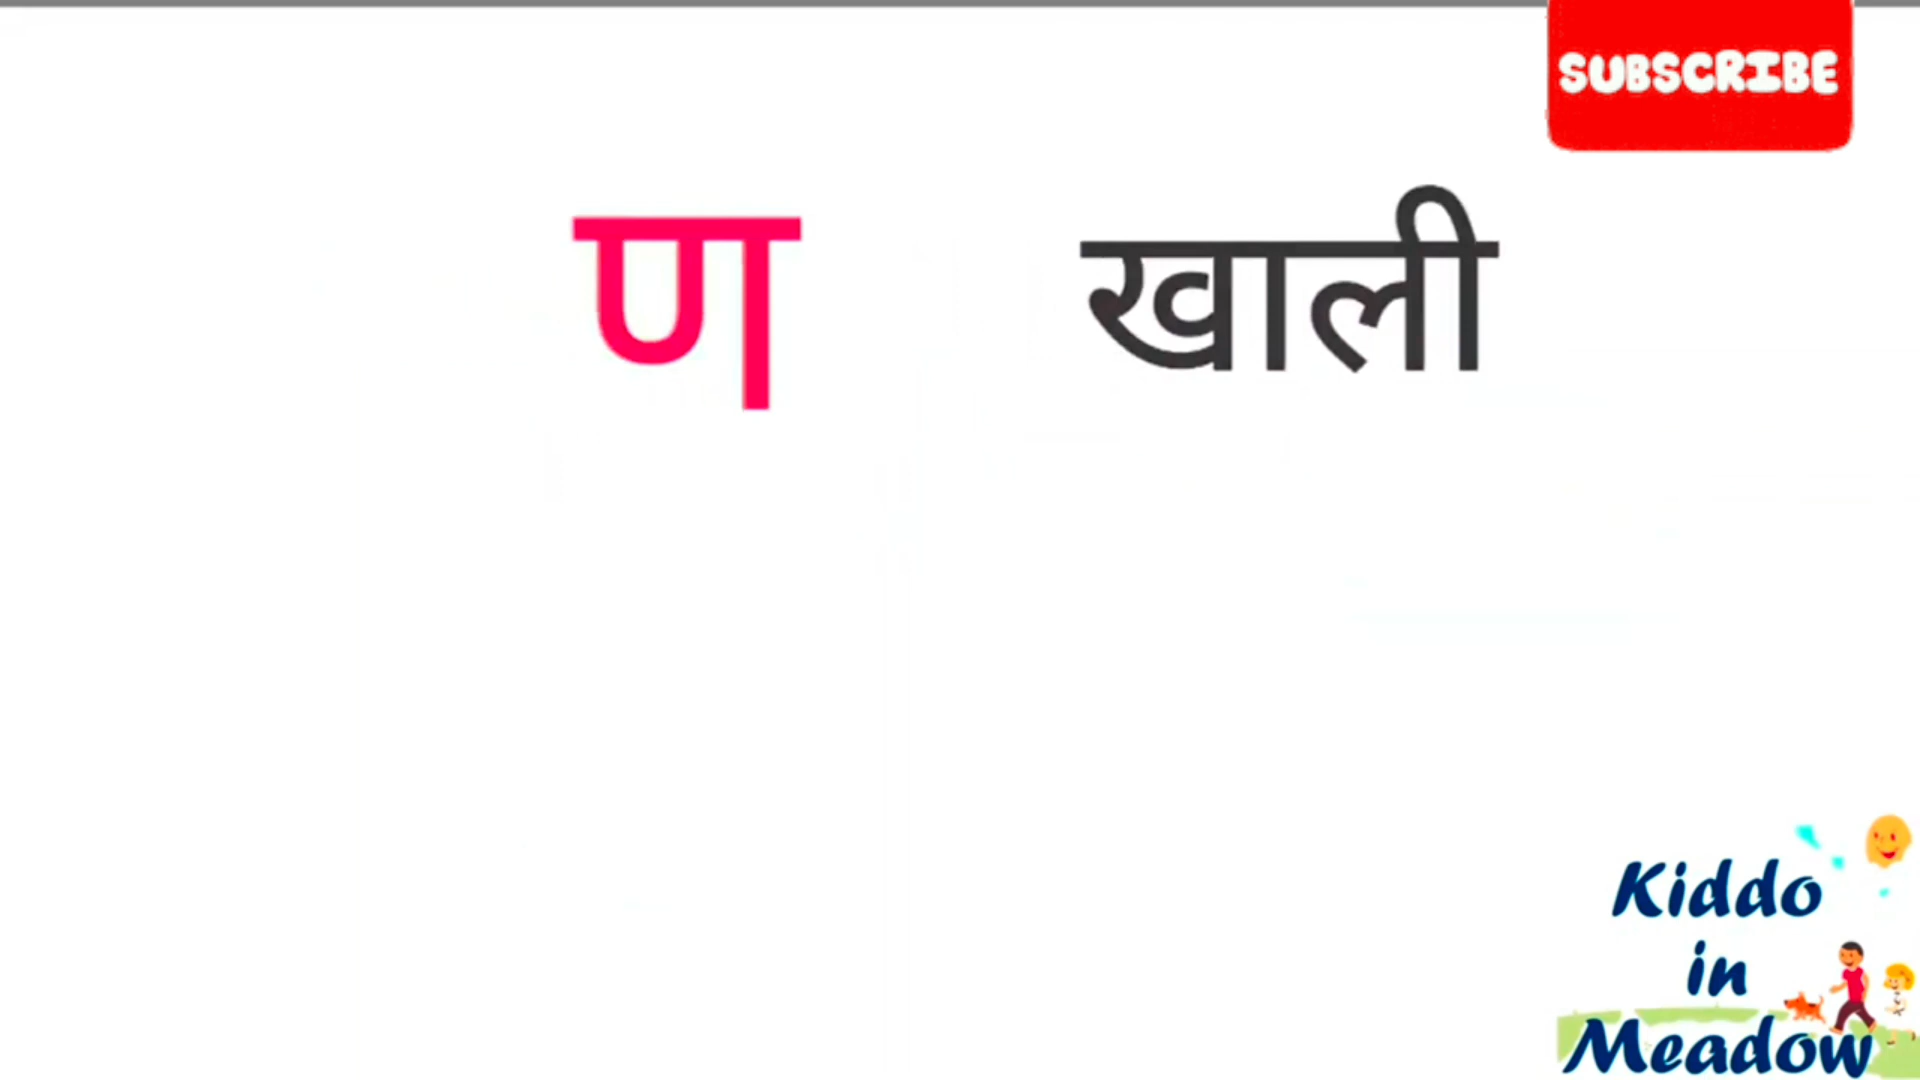 SUBSCRIBE
ण खाली
Kiddo
in
Meadow